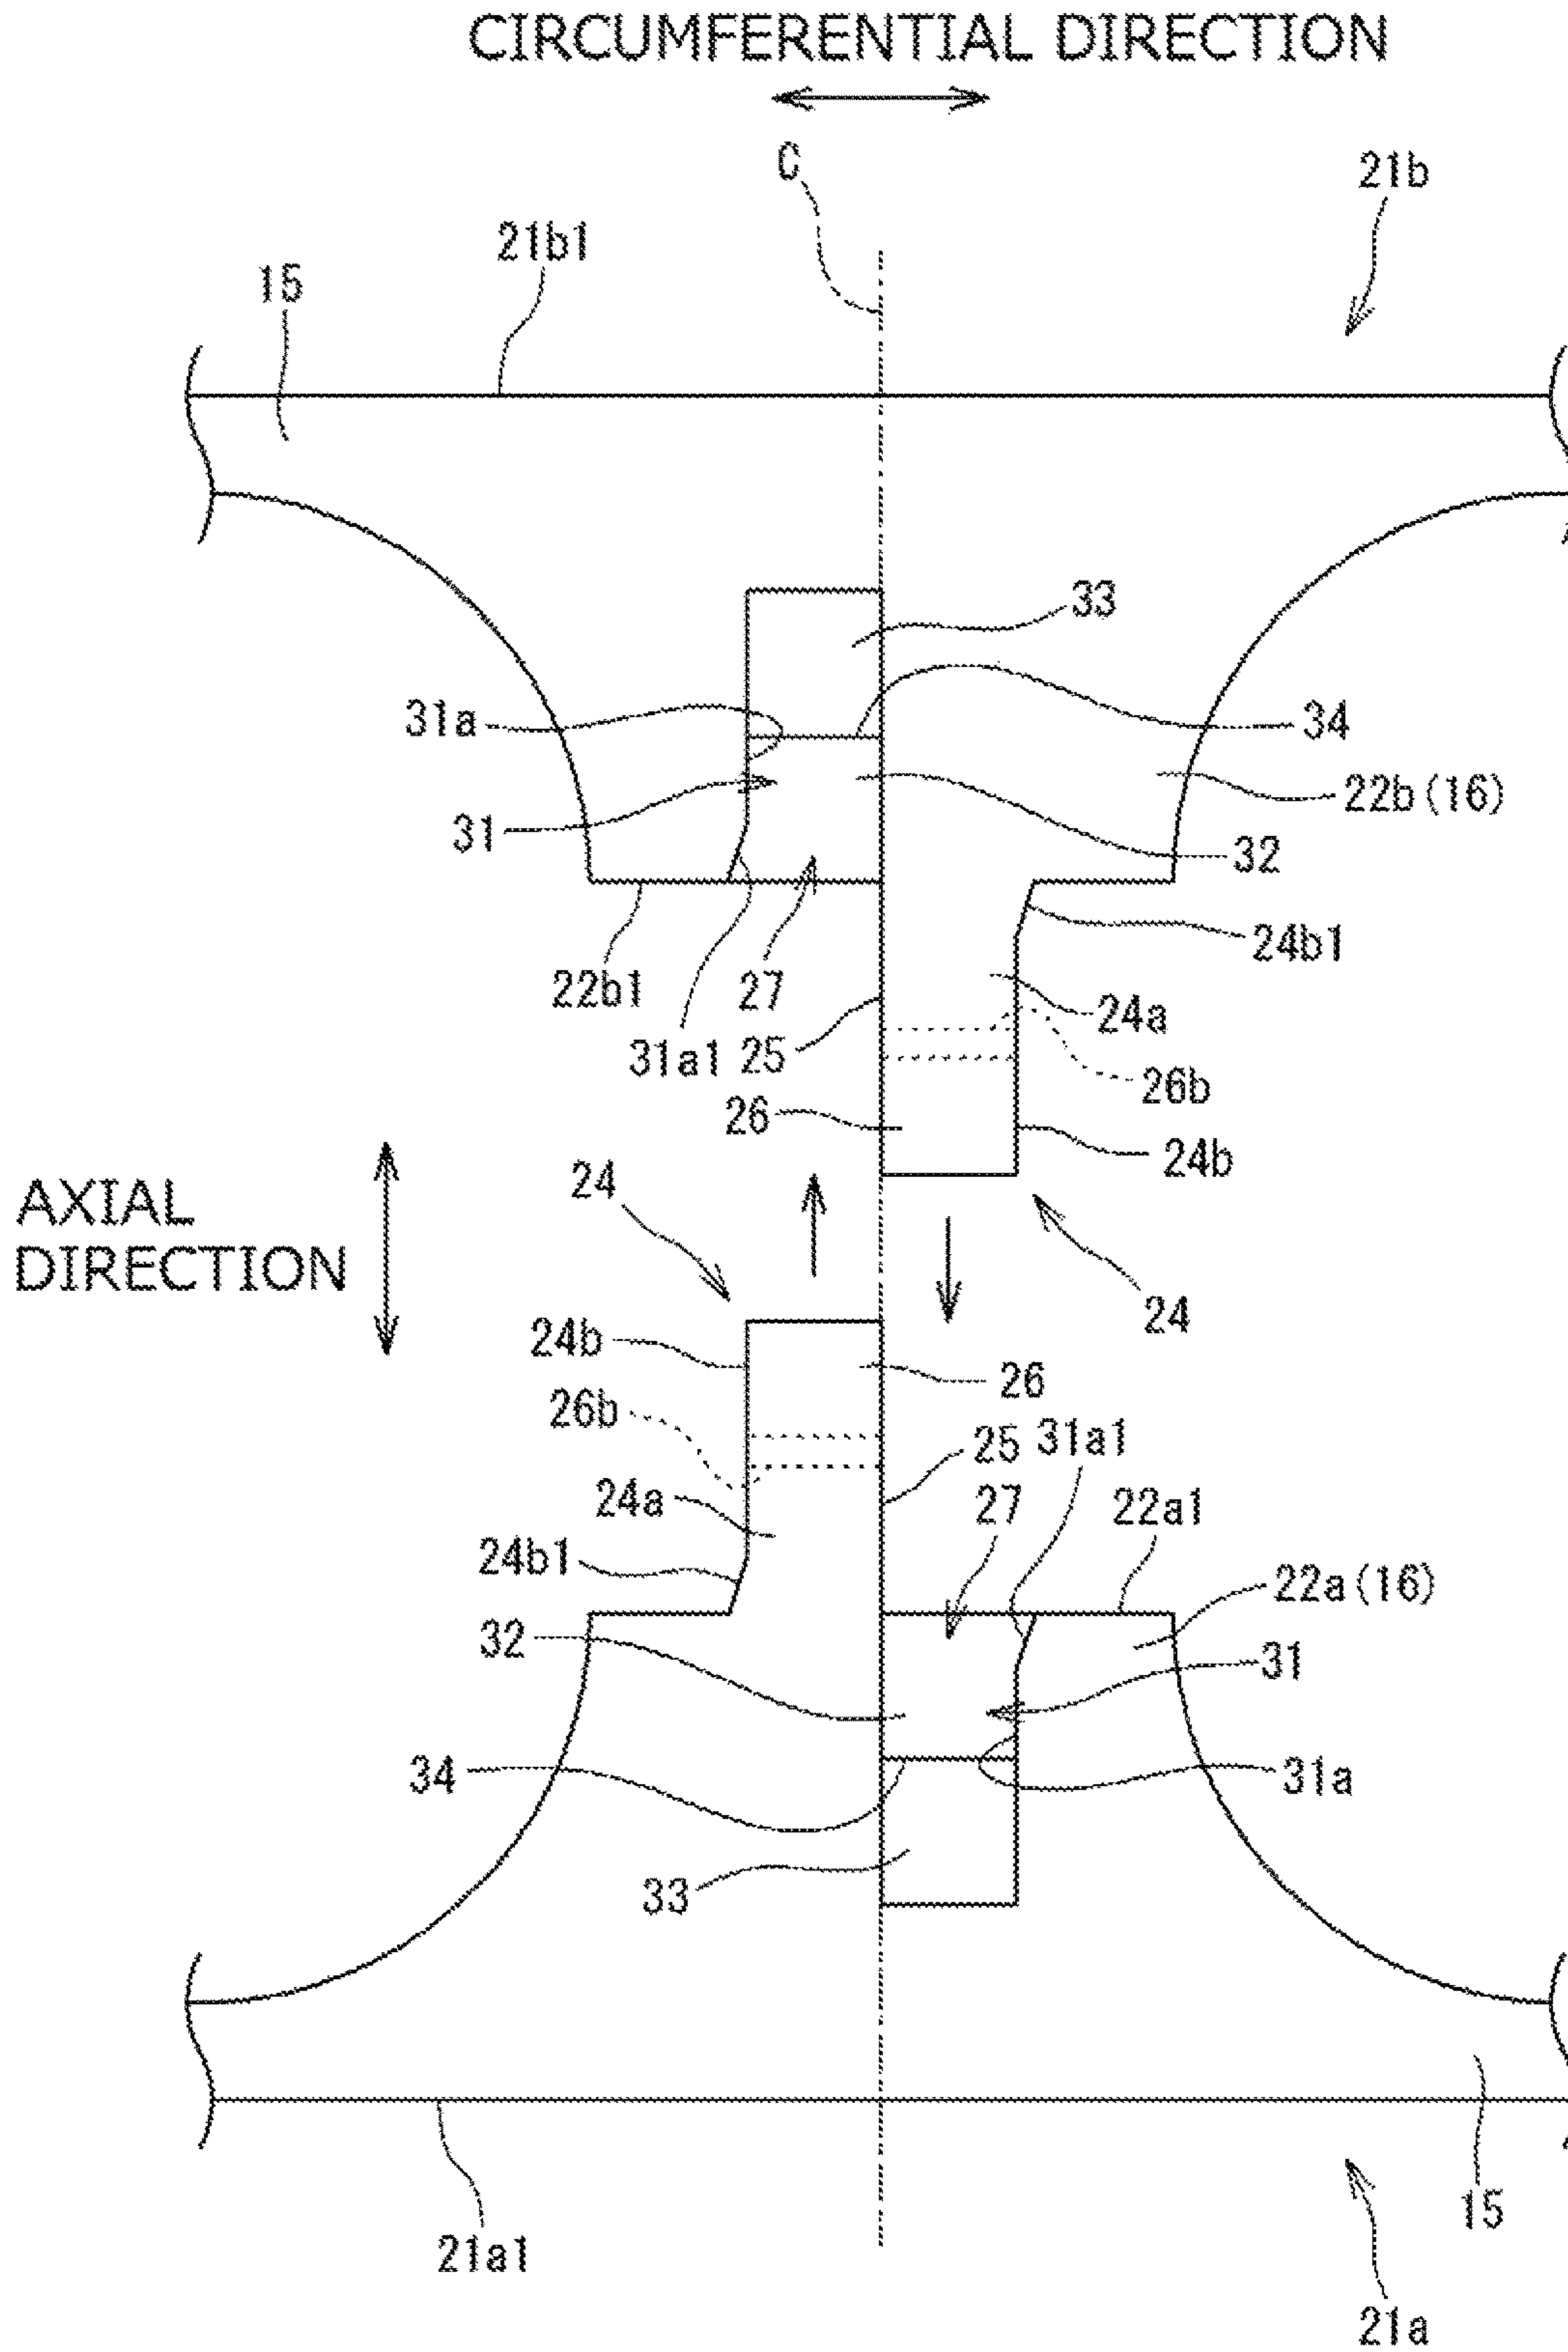 CIRCUMFERENTIAL DIRECTION
C
21b
21b1
15
33
31a
34
22b(16)
31
32
24b1
22b1
27
24a
31a1
25
26b
26
24b
24
AXIAL
DIRECTION
24
24b
26
26b
25
31a1
24a
27
22a1
24b1
22a(16)
32
31
34
31a
33
15
21a1
21a